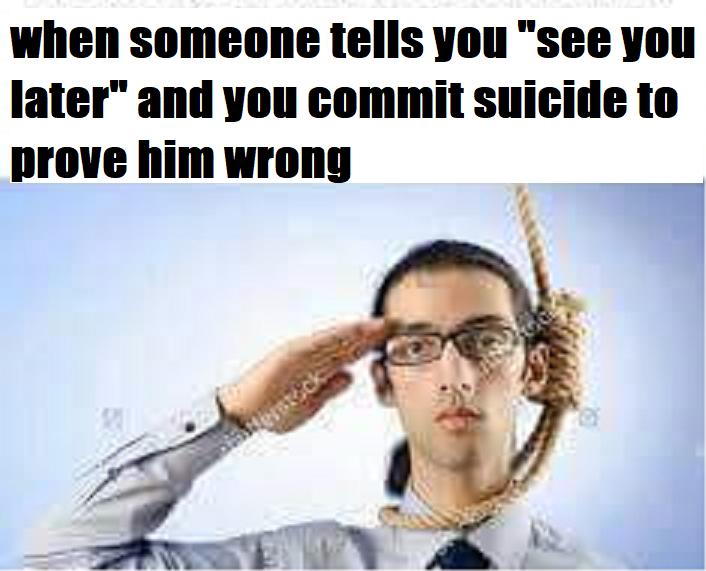 when someone tells you "see you
later" and you commit suicide to
prove him wrong